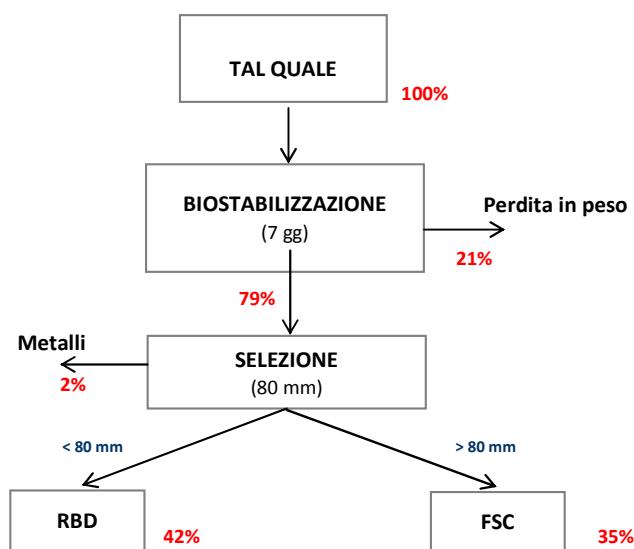 TAL QUALE
100%
BIOSTABILIZZAZIONE
(7 gg)
Perdita in peso
21%
79%
Metalli
2%
SELEZIONE
(80 mm)
< 80 mm
> 80 mm
RBD
42%
FSC
35%